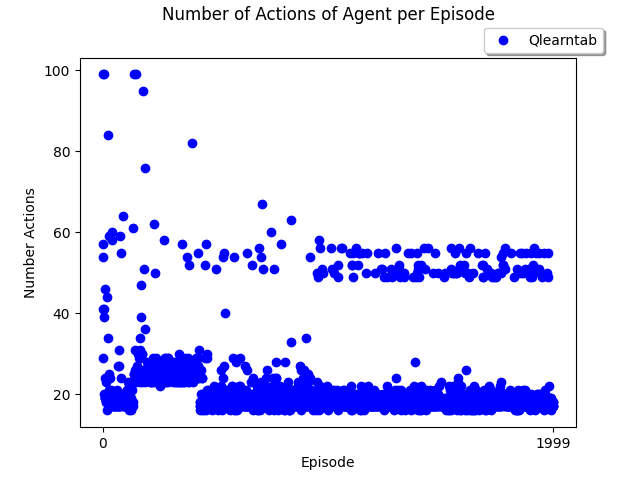 Number of Actions of Agent per Episode
Qlearntab
100
80
60
40
20
Number Actions
0
1999
Episode